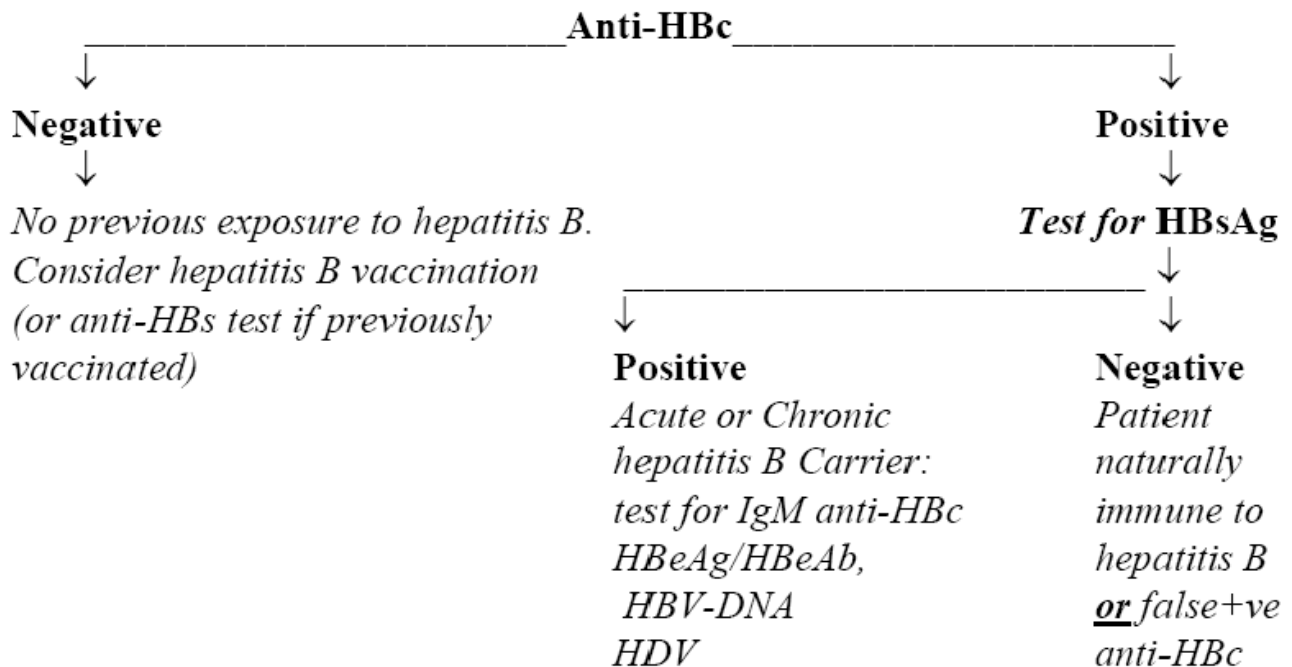 Anti-HBc
↓ ↓
Negative Positive
↓ ↓
No previous exposure to hepatitis B. Test for HBsAg
Consider hepatitis B vaccination ↓
(or anti-HBs test if previously ↓ ↓
vaccinated) Positive Negative
Acute or Chronic Patient
hepatitis B Carrier: naturally
test for IgM anti-HBc immune to
HBeAg/HBeAb, hepatitis B
HBV-DNA or false+ve
HDV anti-HBc